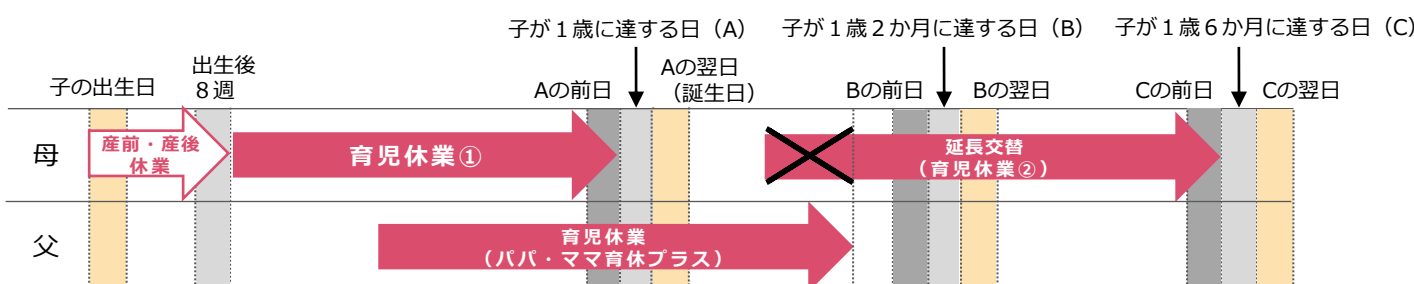 子が１歳に達する日（A）
子が１歳２か月に達する日（B）
子が１歳６か月に達する日（C）
子の出生日
出生後
８週
Aの前日
Aの翌日
（誕生日）
Bの前日
Bの翌日
Cの前日
Cの翌日
母
産前・産後
休業
育児休業①
延長交替
（育児休業②）
父
育児休業
（パパ・ママ育休プラス）